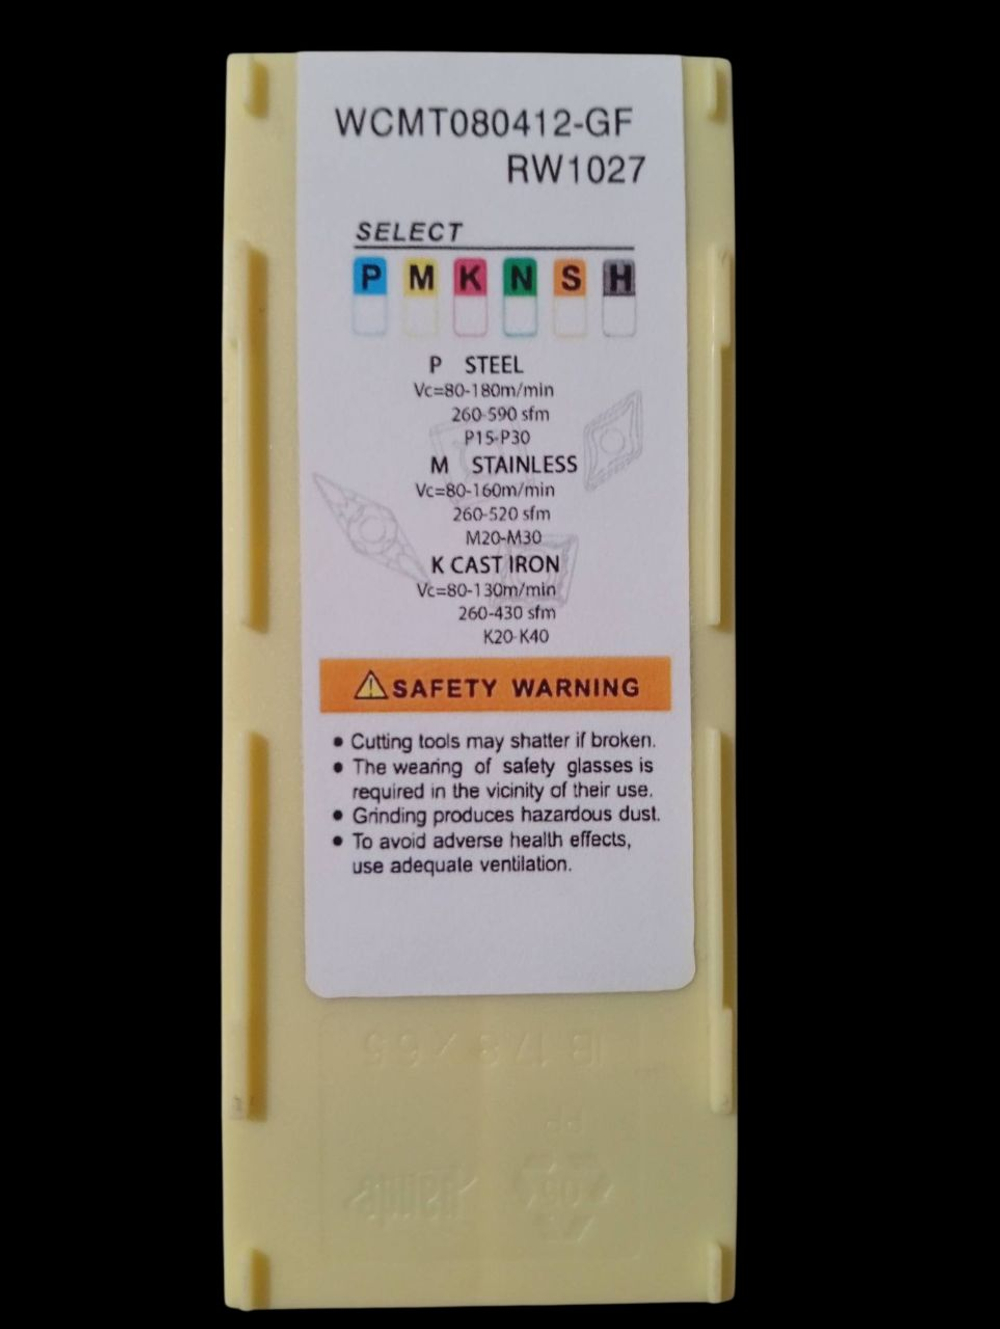 WCMT080412-GF
RW1027
SELECT
P M K N S H
P STEEL
Vc=80-180m/min
260-590 sfm
P15-P30
M STAINLESS
Vc=80-160m/min
260-520 sfm
M20-M30
K CAST IRON
Vc=80-130m/min
260-430 sfm
K20-K40
SAFETY WARNING
• Cutting tools may shatter if broken.
• The wearing of safety glasses is
required in the vicinity of their use.
• Grinding produces hazardous dust.
• To avoid adverse health effects,
use adequate ventilation.
PP